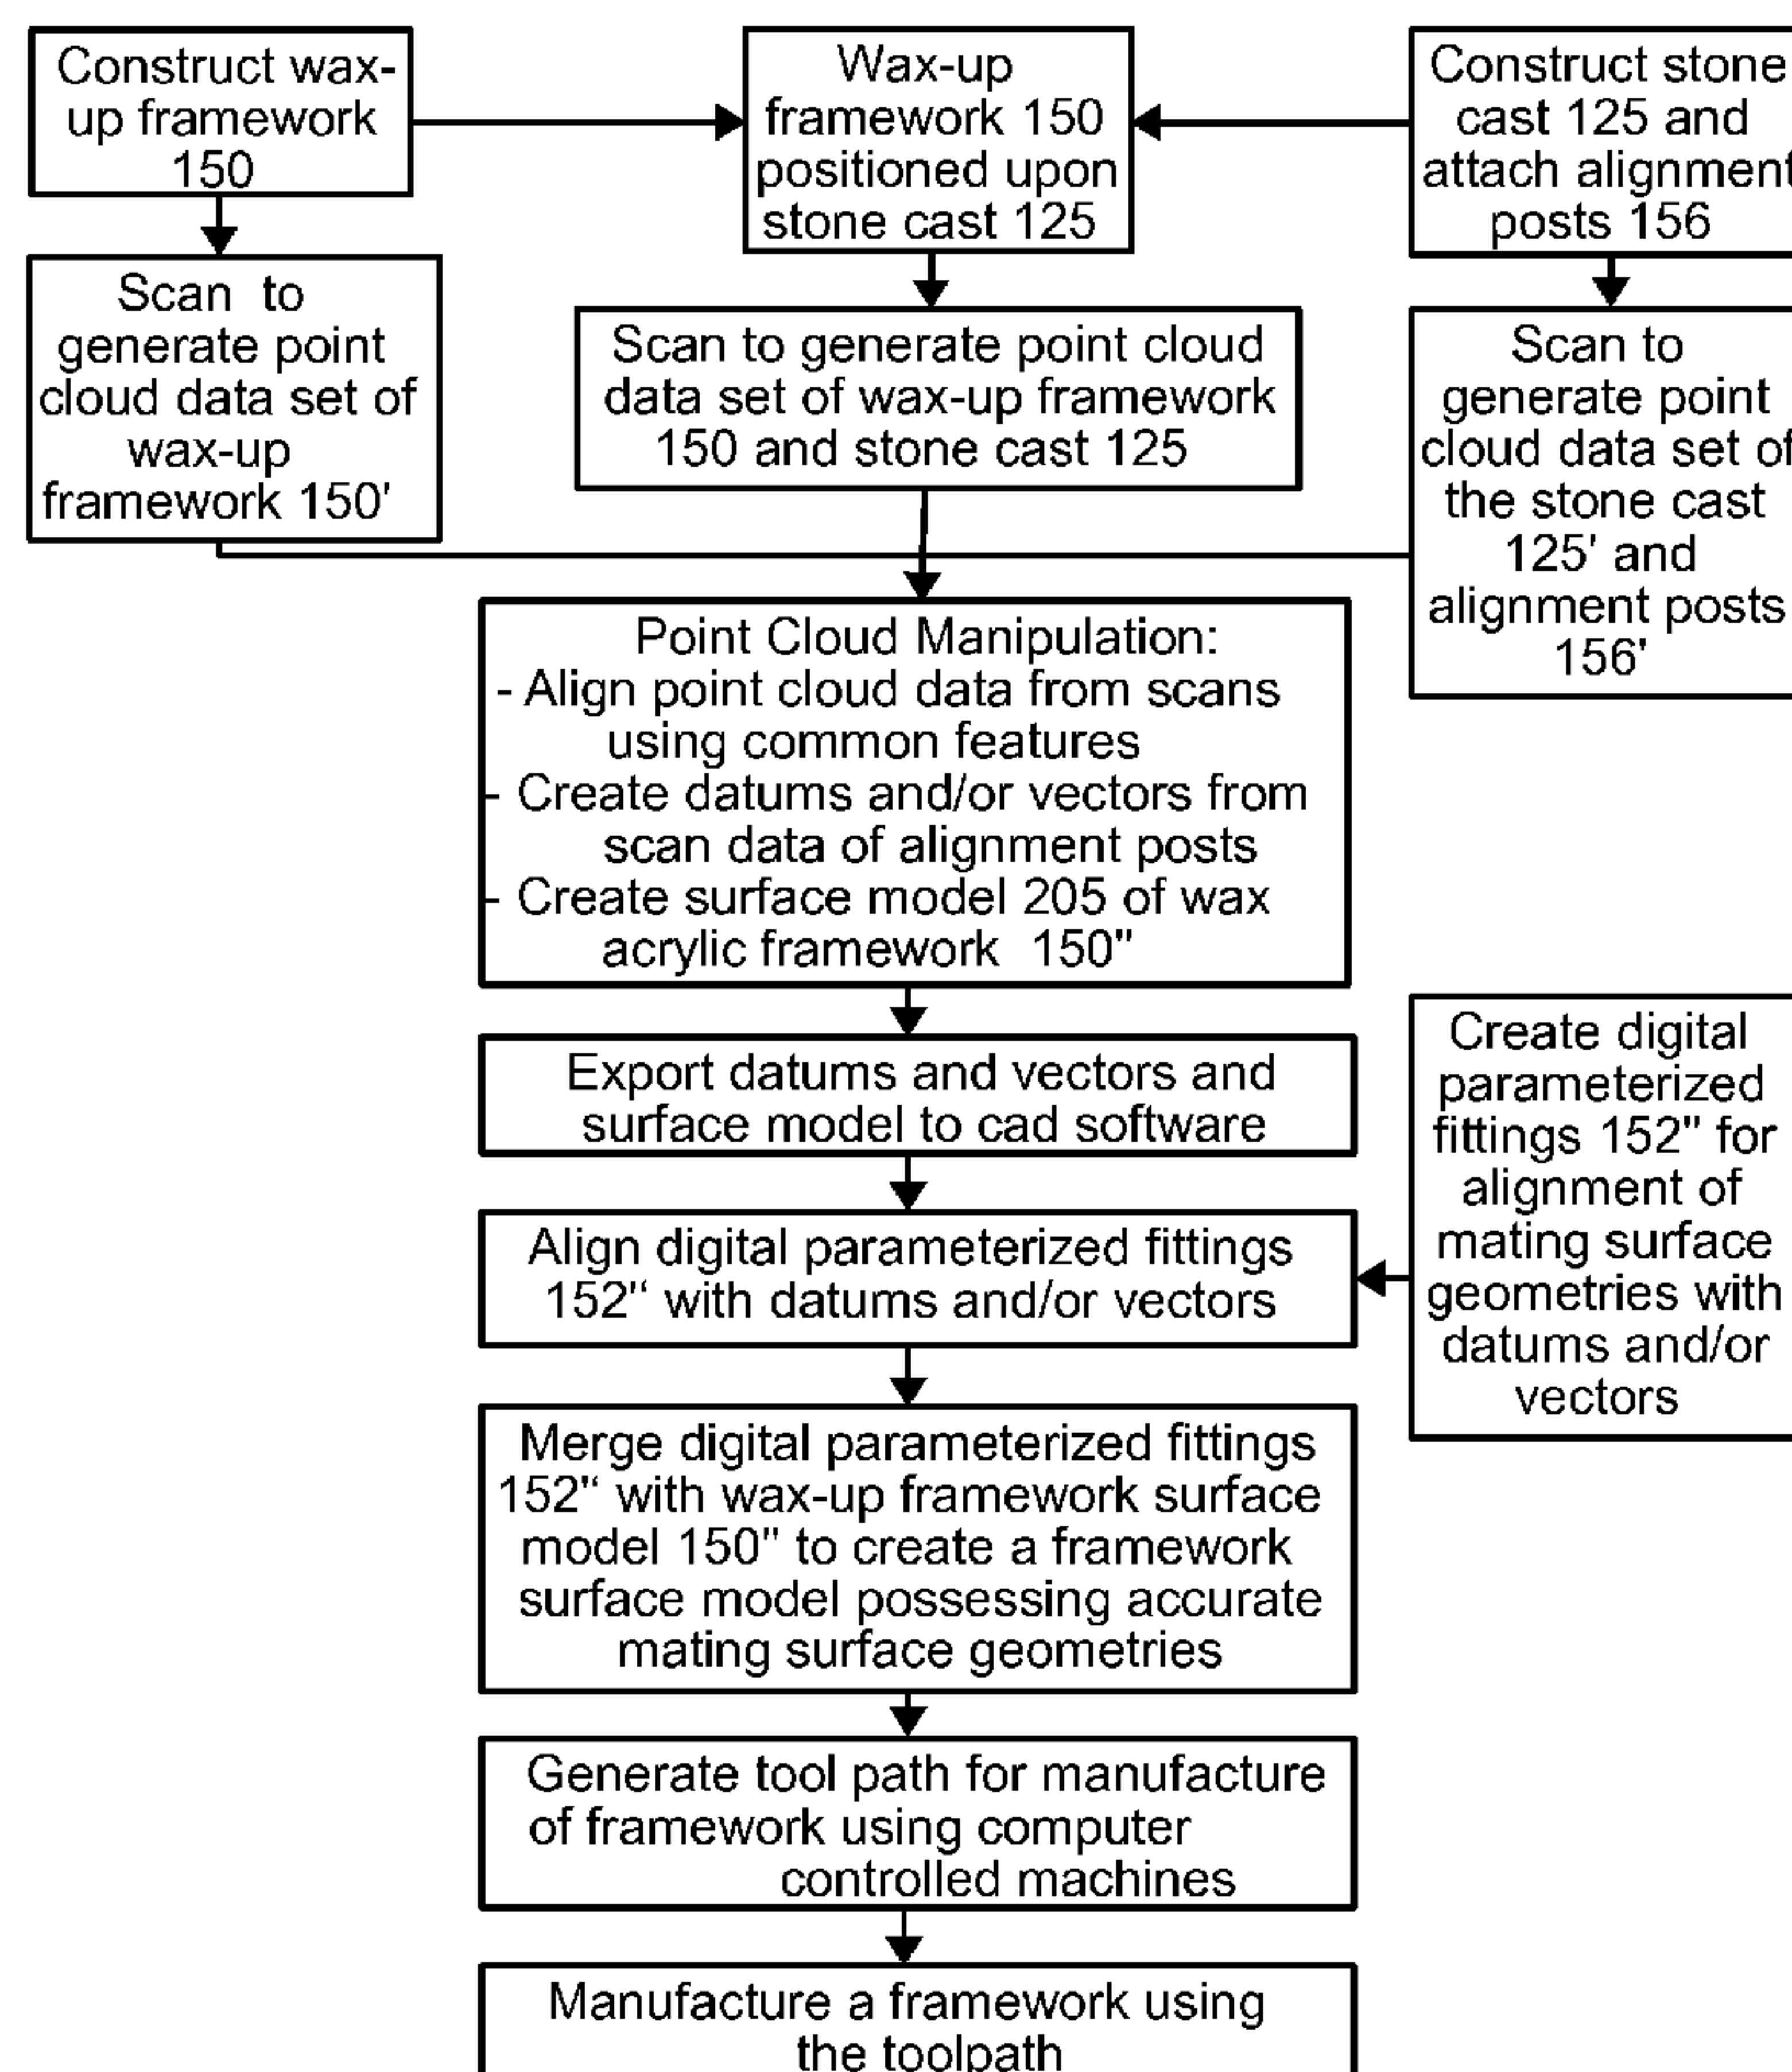 Construct wax-
up framework
150
Wax-up
framework 150
positioned upon
stone cast 125
Construct stone
cast 125 and
attach alignment
posts 156
Scan to
generate point
cloud data set of
wax-up
framework 150'
Scan to generate point cloud
data set of wax-up framework
150 and stone cast 125
Scan to
generate point
cloud data set of
the stone cast
125' and
alignment posts
156'
Point Cloud Manipulation:
- Align point cloud data from scans
using common features
- Create datums and/or vectors from
scan data of alignment posts
- Create surface model 205 of wax
acrylic framework 150"
Export datums and vectors and
surface model to cad software
Create digital
parameterized
fittings 152" for
alignment of
mating surface
geometries with
datums and/or
vectors
Align digital parameterized fittings
152"‘ with datums and/or vectors
Merge digital parameterized fittings
152"‘ with wax-up framework surface
model 150" to create a framework
surface model possessing accurate
mating surface geometries
Generate tool path for manufacture
of framework using computer
controlled machines
Manufacture a framework using
the toolpath